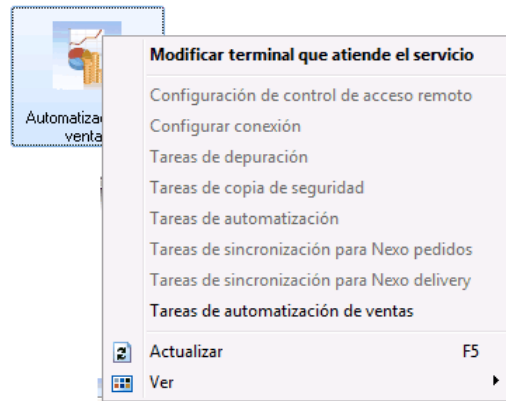 Modificar terminal que atiende el servicio
Configuración de control de acceso remoto
Automatiza
Configurar conexión
venta
Tareas de depuración
Tareas de copia de seguridad
Tareas de automatización
Tareas de sincronización para Nexo pedidos
Tareas de sincronización para Nexo delivery
Tareas de automatización de ventas
Actualizar F5
Ver